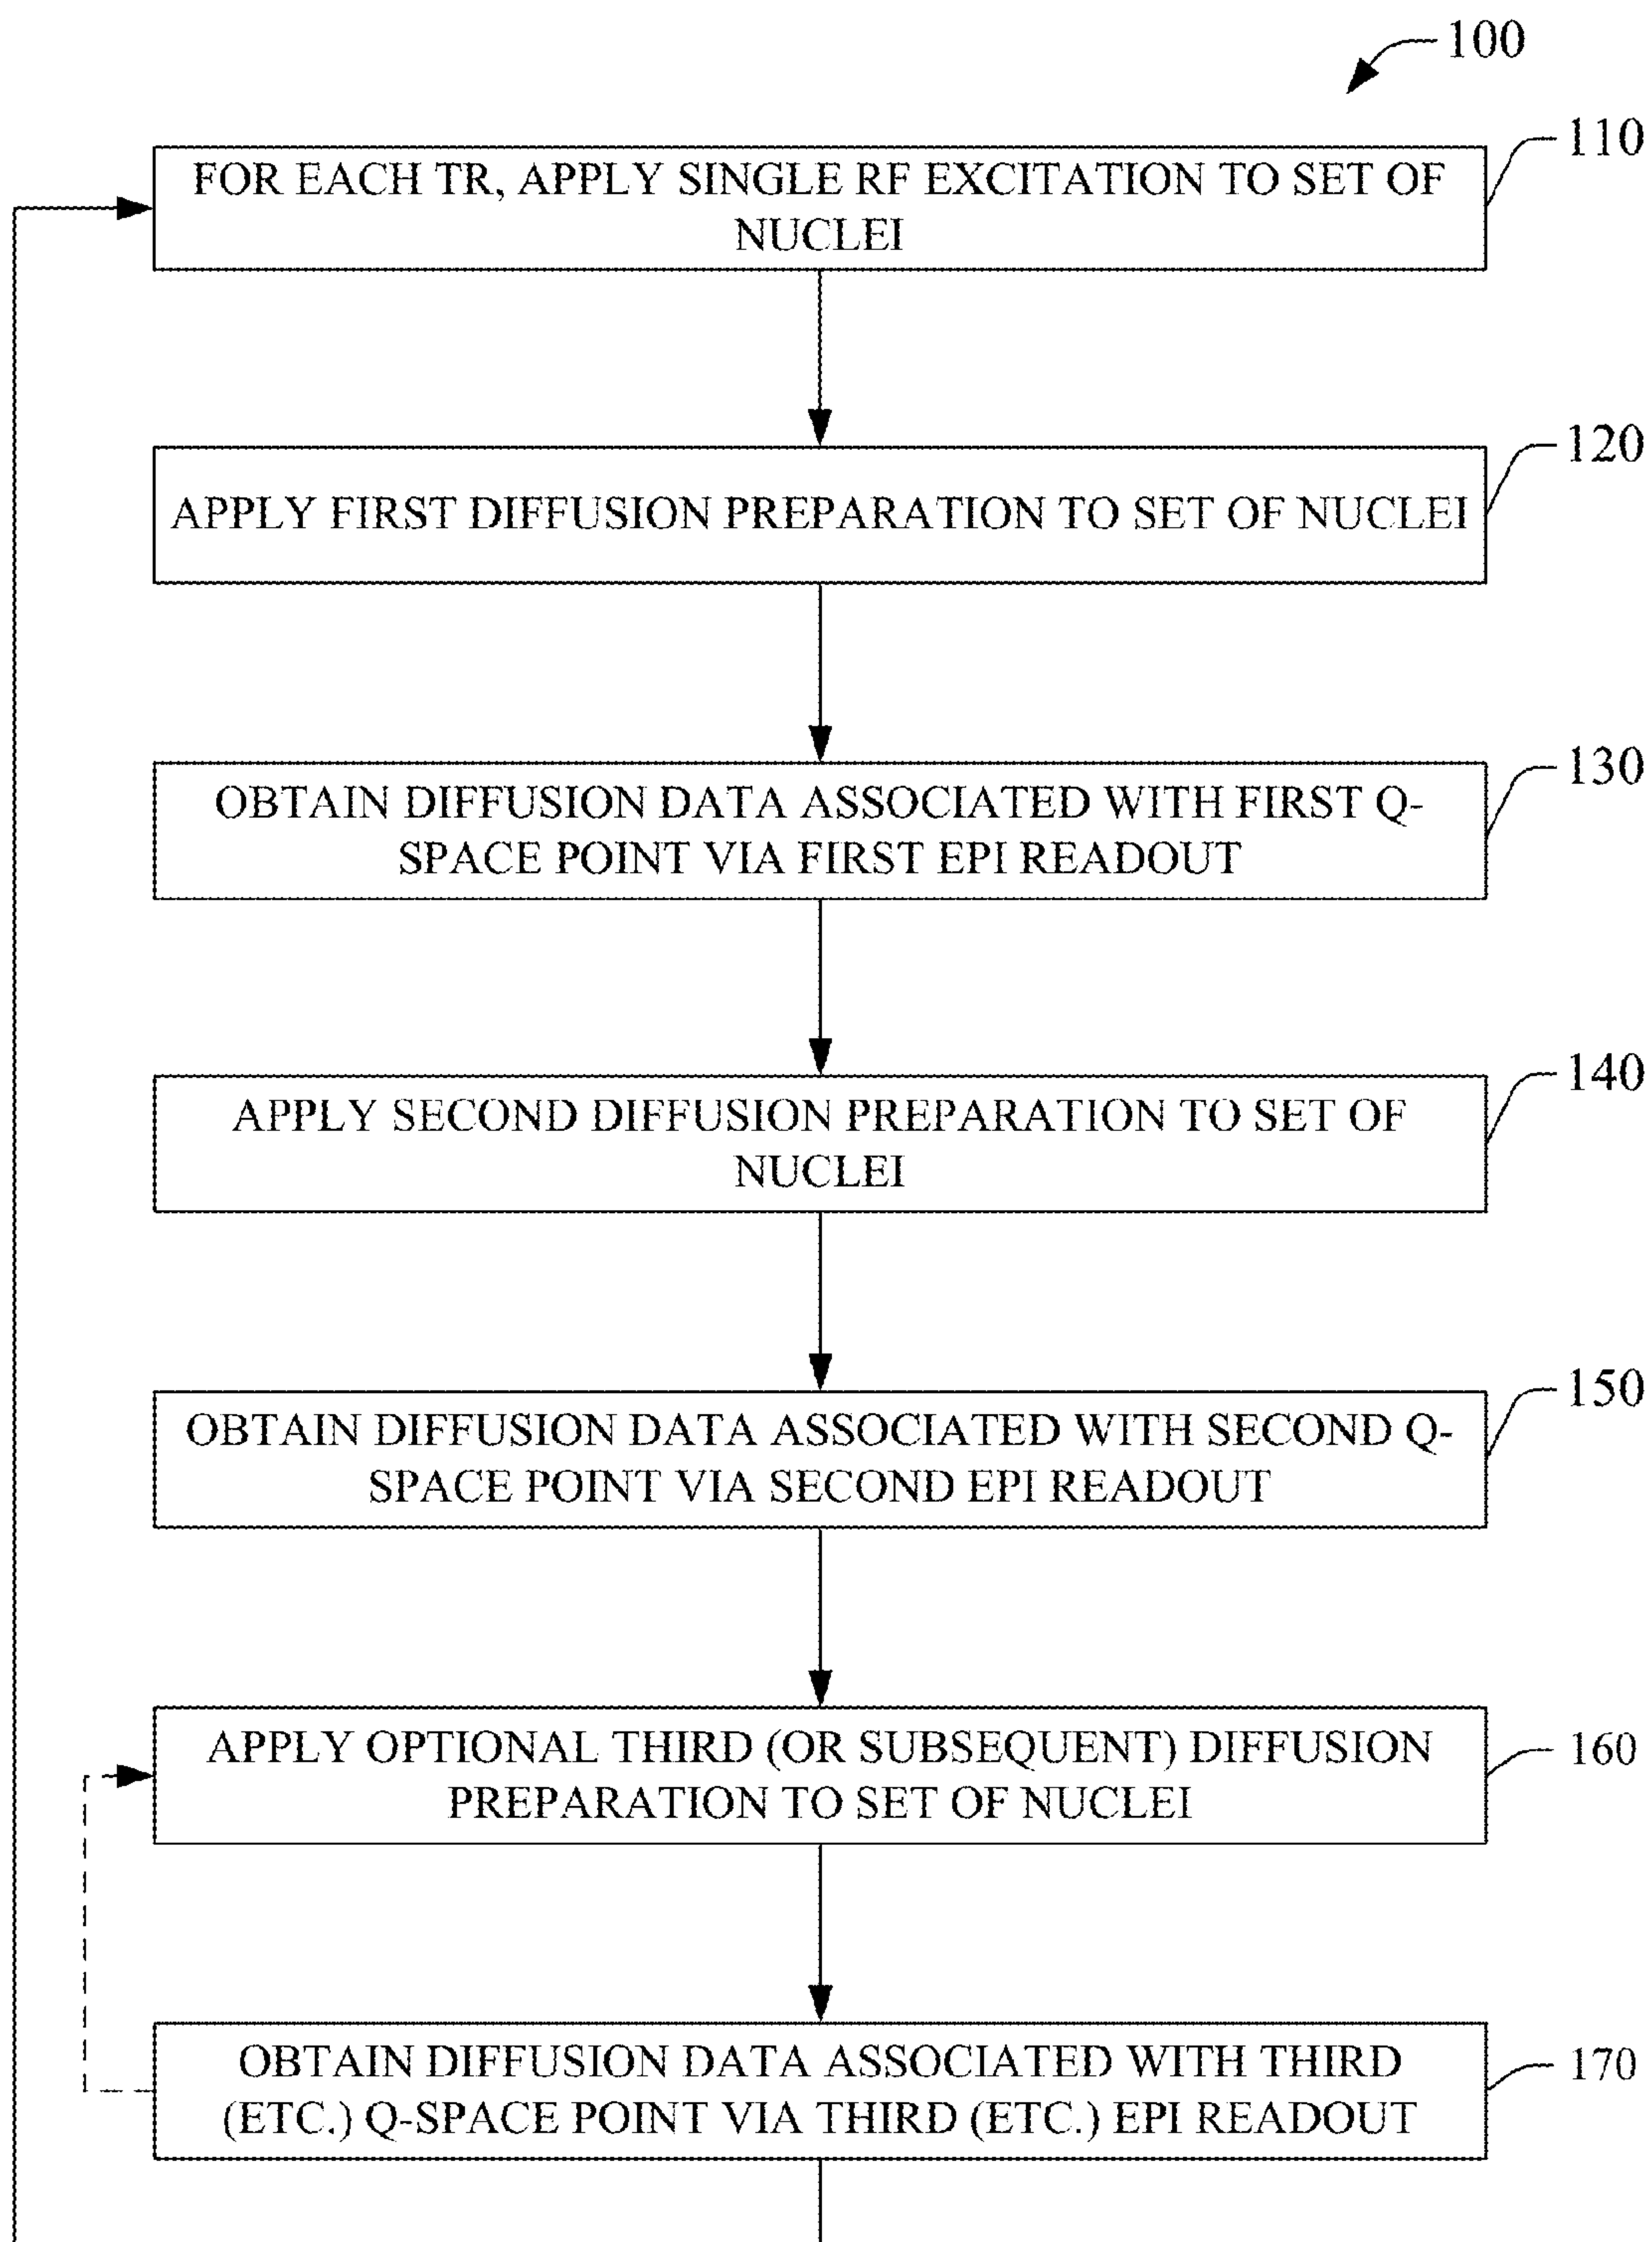 100
110
FOR EACH TR, APPLY SINGLE RF EXCITATION TO SET OF
NUCLEI
120
APPLY FIRST DIFFUSION PREPARATION TO SET OF NUCLEI
130
OBTAIN DIFFUSION DATA ASSOCIATED WITH FIRST Q-
SPACE POINT VIA FIRST EPI READOUT
140
APPLY SECOND DIFFUSION PREPARATION TO SET OF
NUCLEI
150
OBTAIN DIFFUSION DATA ASSOCIATED WITH SECOND Q-
SPACE POINT VIA SECOND EPI READOUT
160
APPLY OPTIONAL THIRD (OR SUBSEQUENT) DIFFUSION
PREPARATION TO SET OF NUCLEI
170
OBTAIN DIFFUSION DATA ASSOCIATED WITH THIRD
(ETC.) Q-SPACE POINT VIA THIRD (ETC.) EPI READOUT